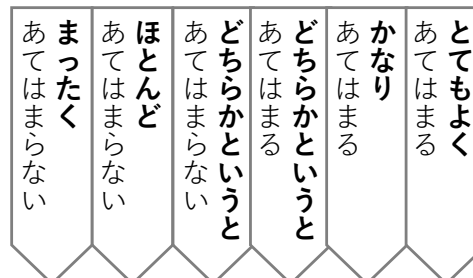 とてもよく
あてはまる
かなり
あてはまる
どちらかというと
あてはまる
どちらかというと
あてはまらない
ほとんど
あてはまらない
まったく
あてはまらない